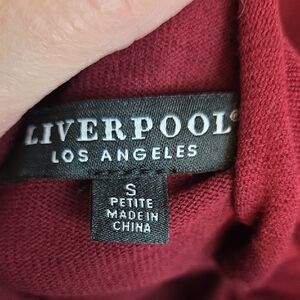 LIVERPOOL®
LOS ANGELES
S
PETITE
MADE IN
CHINA